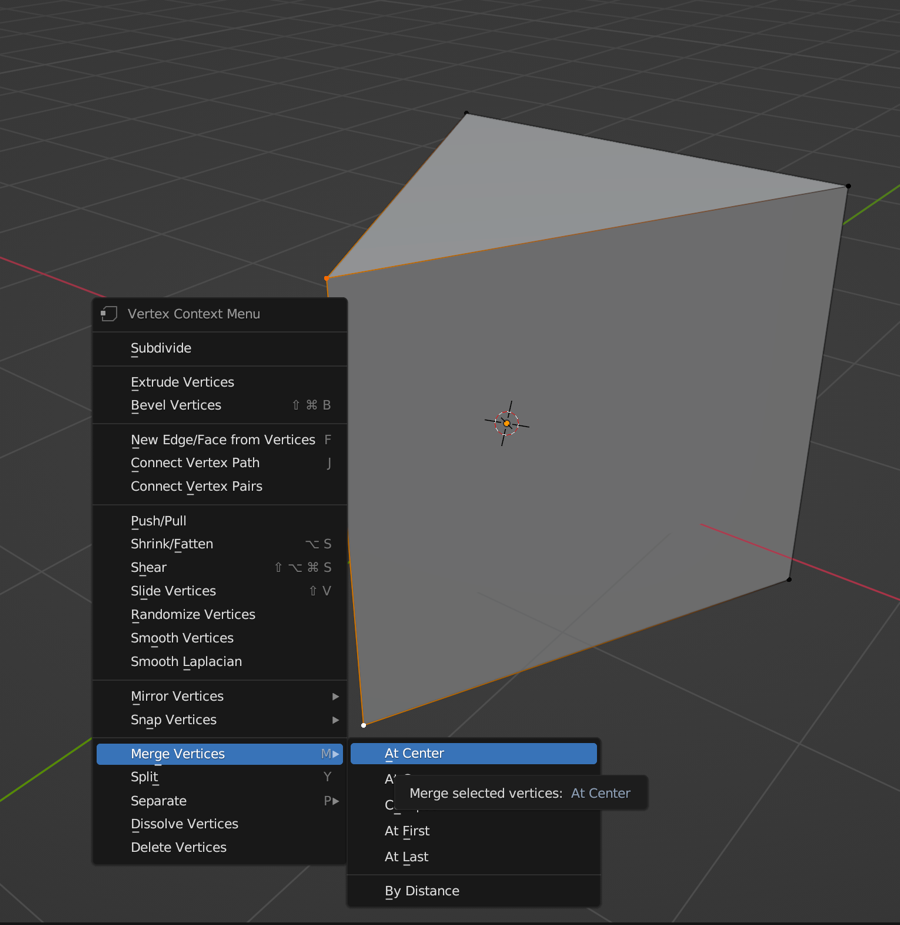 Vertex Context Menu
Subdivide
Extrude Vertices
Bevel Vertices ⇧ ⌘ B
New Edge/Face from Vertices F
Connect Vertex Path J
Connect Vertex Pairs
Push/Pull
Shrink/Fatten ⌥ S
Shear ⇧ ⌥ ⌘ S
Slide Vertices ⇧ V
Randomize Vertices
Smooth Vertices
Smooth Laplacian
Mirror Vertices ▶
Snap Vertices ▶
Merge Vertices M▶
Split Y
Separate P▶
Dissolve Vertices
Delete Vertices
At Center
At
Merge selected vertices: At Center
At First
At Last
By Distance